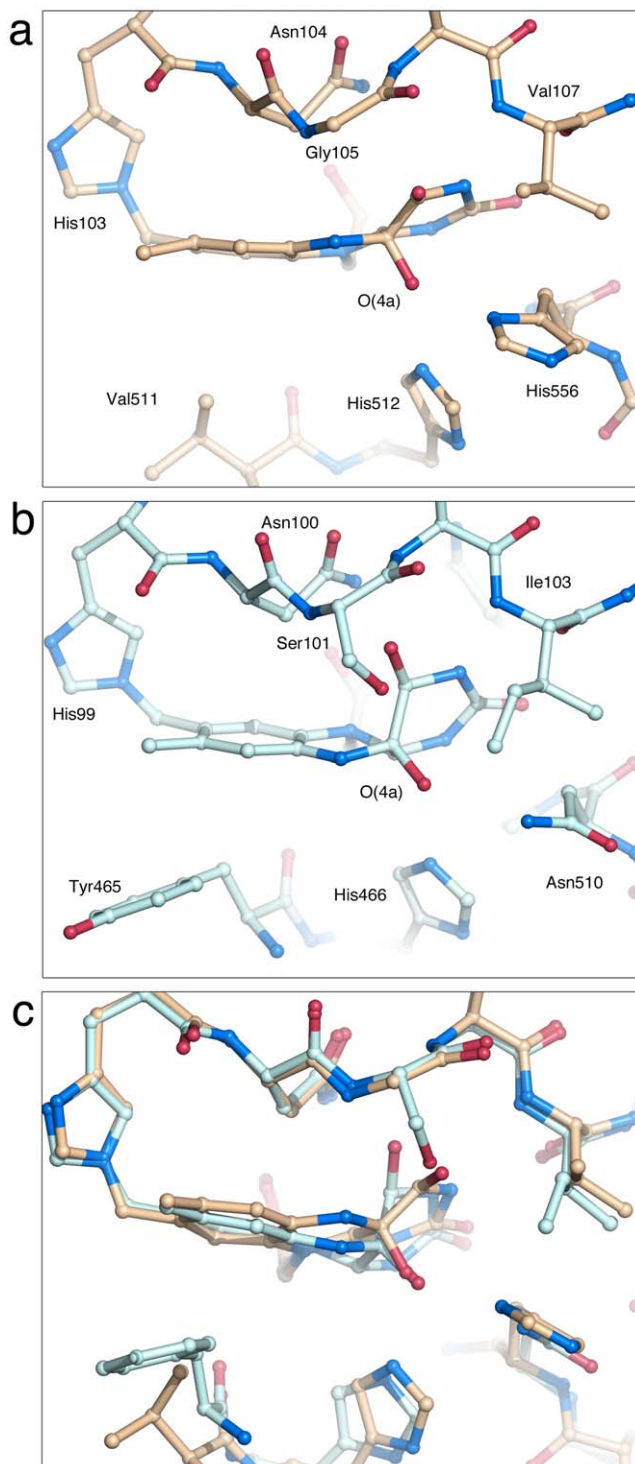 a
Asn104
Val107
Gly105
His103
O(4a)
Val511
His512
His556
b
Asn100
Ile103
Ser101
His99
O(4a)
Tyr465
His466
Asn510
c